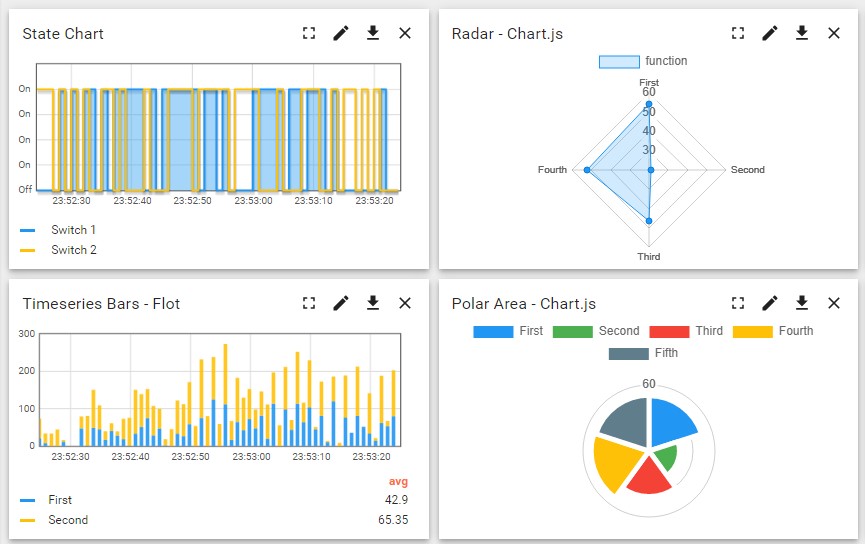 State Chart
On
On
On
On
Off
23:52:30 23:52:40 23:52:50 23:53:00 23:53:10 23:53:20
Switch 1
Switch 2
Radar - Chart.js
function
First
60
50
40
30
Fourth Second
Third
Timeseries Bars - Flot
300
200
100
0
23:52:30 23:52:40 23:52:50 23:53:00 23:53:10 23:53:20
avg
First 42.9
Second 65.35
Polar Area - Chart.js
First Second Third Fourth
Fifth
60